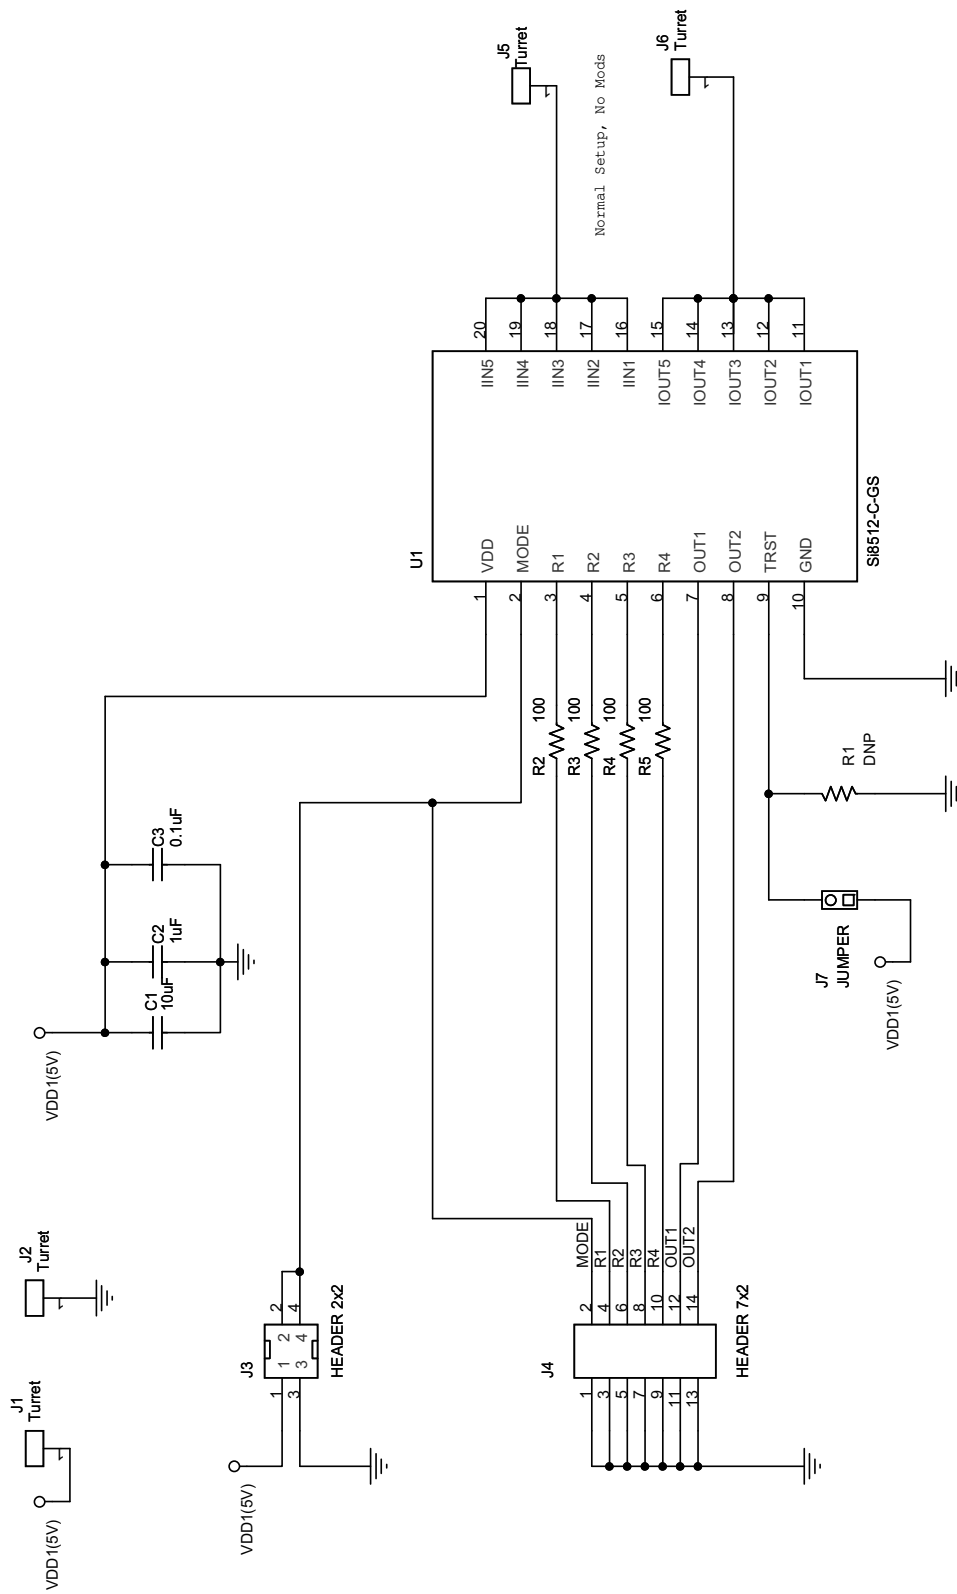 VDD1(5V)
J1
Turret
J2
Turret
VDD1(5V)
C1
10uF
C2
1uF
C3
0.1uF
VDD1(5V)
J3
HEADER 2x2
1
3
1
2
3
4
2
4
J4
HEADER 7x2
1
3
5
7
9
11
13
2
4
6
8
10
12
14
MODE
R1
R2
R3
R4
OUT1
OUT2
R2
100
R3
100
R4
100
R5
100
VDD1(5V)
J7
JUMPER
R1
DNP
U1
Si8512-C-GS
1
2
3
4
5
6
7
8
9
10
VDD
MODE
R1
R2
R3
R4
OUT1
OUT2
TRST
GND
IIN5
IIN4
IIN3
IIN2
IIN1
IOUT5
IOUT4
IOUT3
IOUT2
IOUT1
20
19
18
17
16
15
14
13
12
11
J5
Turret
1
Normal Setup, No Mods
J6
Turret
1
1
1